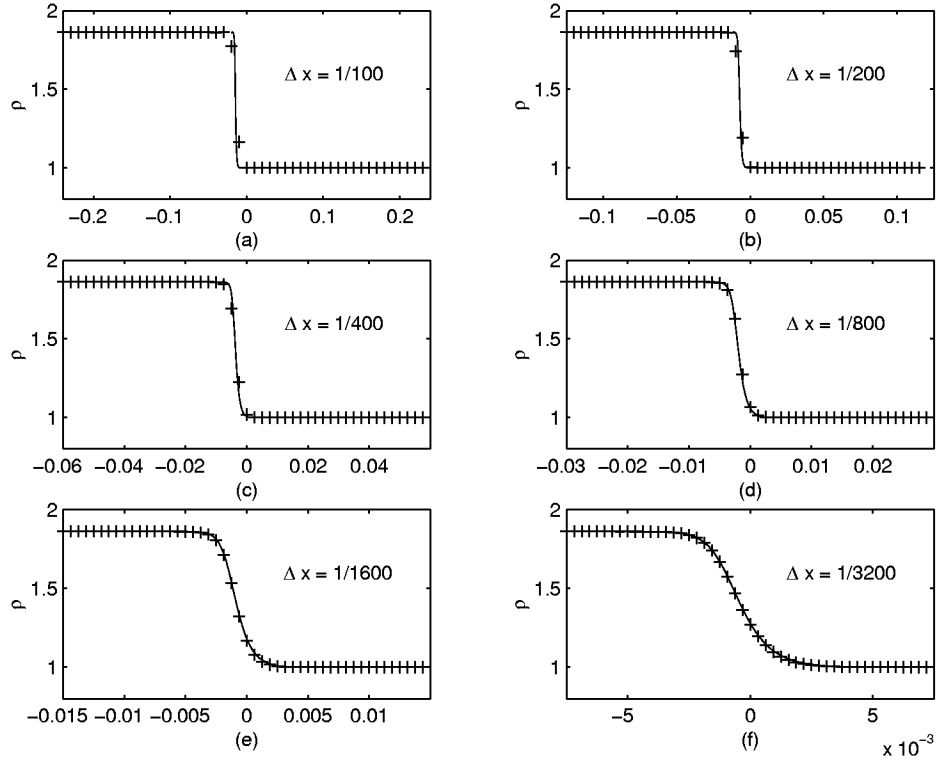 2
1.5
1
ρ
Δ x = 1/100
−0.2 −0.1 0 0.1 0.2
(a)
2
1.5
1
ρ
Δ x = 1/200
−0.1 −0.05 0 0.05 0.1
(b)
2
1.5
1
ρ
Δ x = 1/400
−0.06 −0.04 −0.02 0 0.02 0.04
(c)
2
1.5
1
ρ
Δ x = 1/800
−0.03 −0.02 −0.01 0 0.01 0.02
(d)
2
1.5
1
ρ
Δ x = 1/1600
−0.015 −0.01 −0.005 0 0.005 0.01
(e)
2
1.5
1
ρ
Δ x = 1/3200
−5 0 5
(f)
x 10⁻³